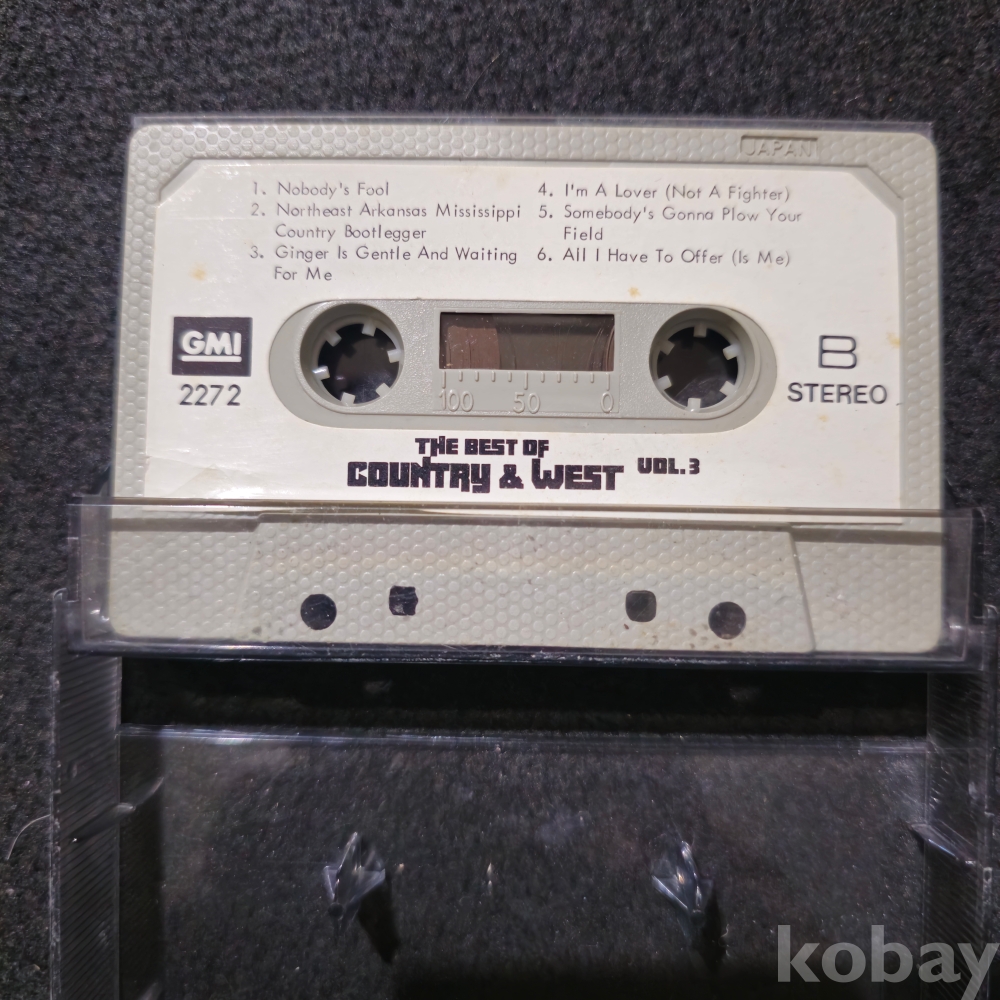 JAPAN
1. Nobody's Fool
2. Northeast Arkansas Mississippi
Country Bootlegger
3. Ginger Is Gentle And Waiting
For Me
4. I'm A Lover (Not A Fighter)
5. Somebody's Gonna Plow Your
Field
6. All I Have To Offer (Is Me)
GMI
2272
100 50 0
B
STEREO
THE BEST OF
COUNTRY & WEST VOL.3
kobay